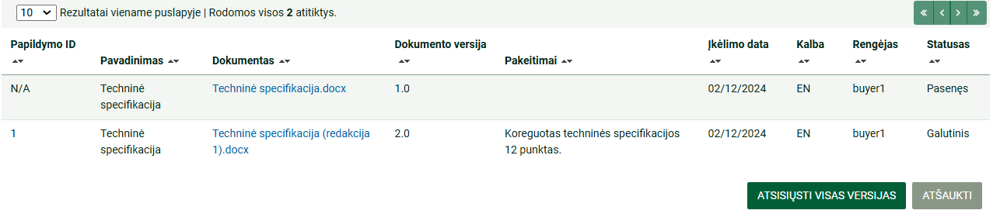 10 Rezultatai viename puslapyje | Rodomos visos 2 atitiktys.
« ‹ › »
Papildymo ID Pavadinimas Dokumentas Dokumento versija Pakeitimai Įkėlimo data Kalba Rengėjas Statusas
N/A Techninė Techninė specifikacija.docx 1.0 02/12/2024 EN buyer1 Pasenęs
specifikacija
1 Techninė Techninė specifikacija (redakcija 2.0 Koreguotas techninės specifikacijos 02/12/2024 EN buyer1 Galutinis
specifikacija 1).docx 12 punktas.
ATSISIŲSTI VISAS VERSIJAS ATŠAUKTI